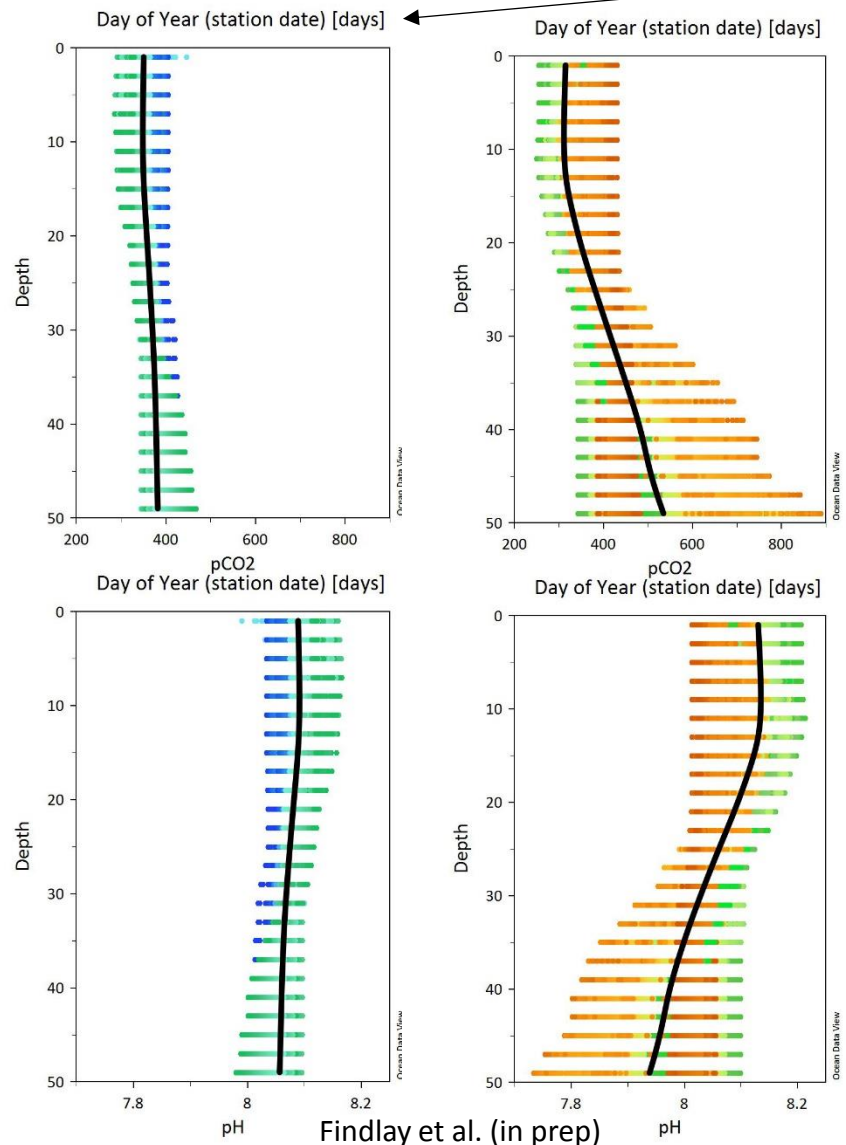 Day of Year (station date) [days]
0
10
20
30
40
50
Depth
200
400
600
800
pCO2
Ocean Data View
Day of Year (station date) [days]
0
10
20
30
40
50
Depth
200
400
600
800
pCO2
Ocean Data View
Day of Year (station date) [days]
0
10
20
30
40
50
Depth
7.8
8
8.2
pH
Ocean Data View
Day of Year (station date) [days]
0
10
20
30
40
50
Depth
7.8
8
8.2
pH
Ocean Data View
Findlay et al. (in prep)